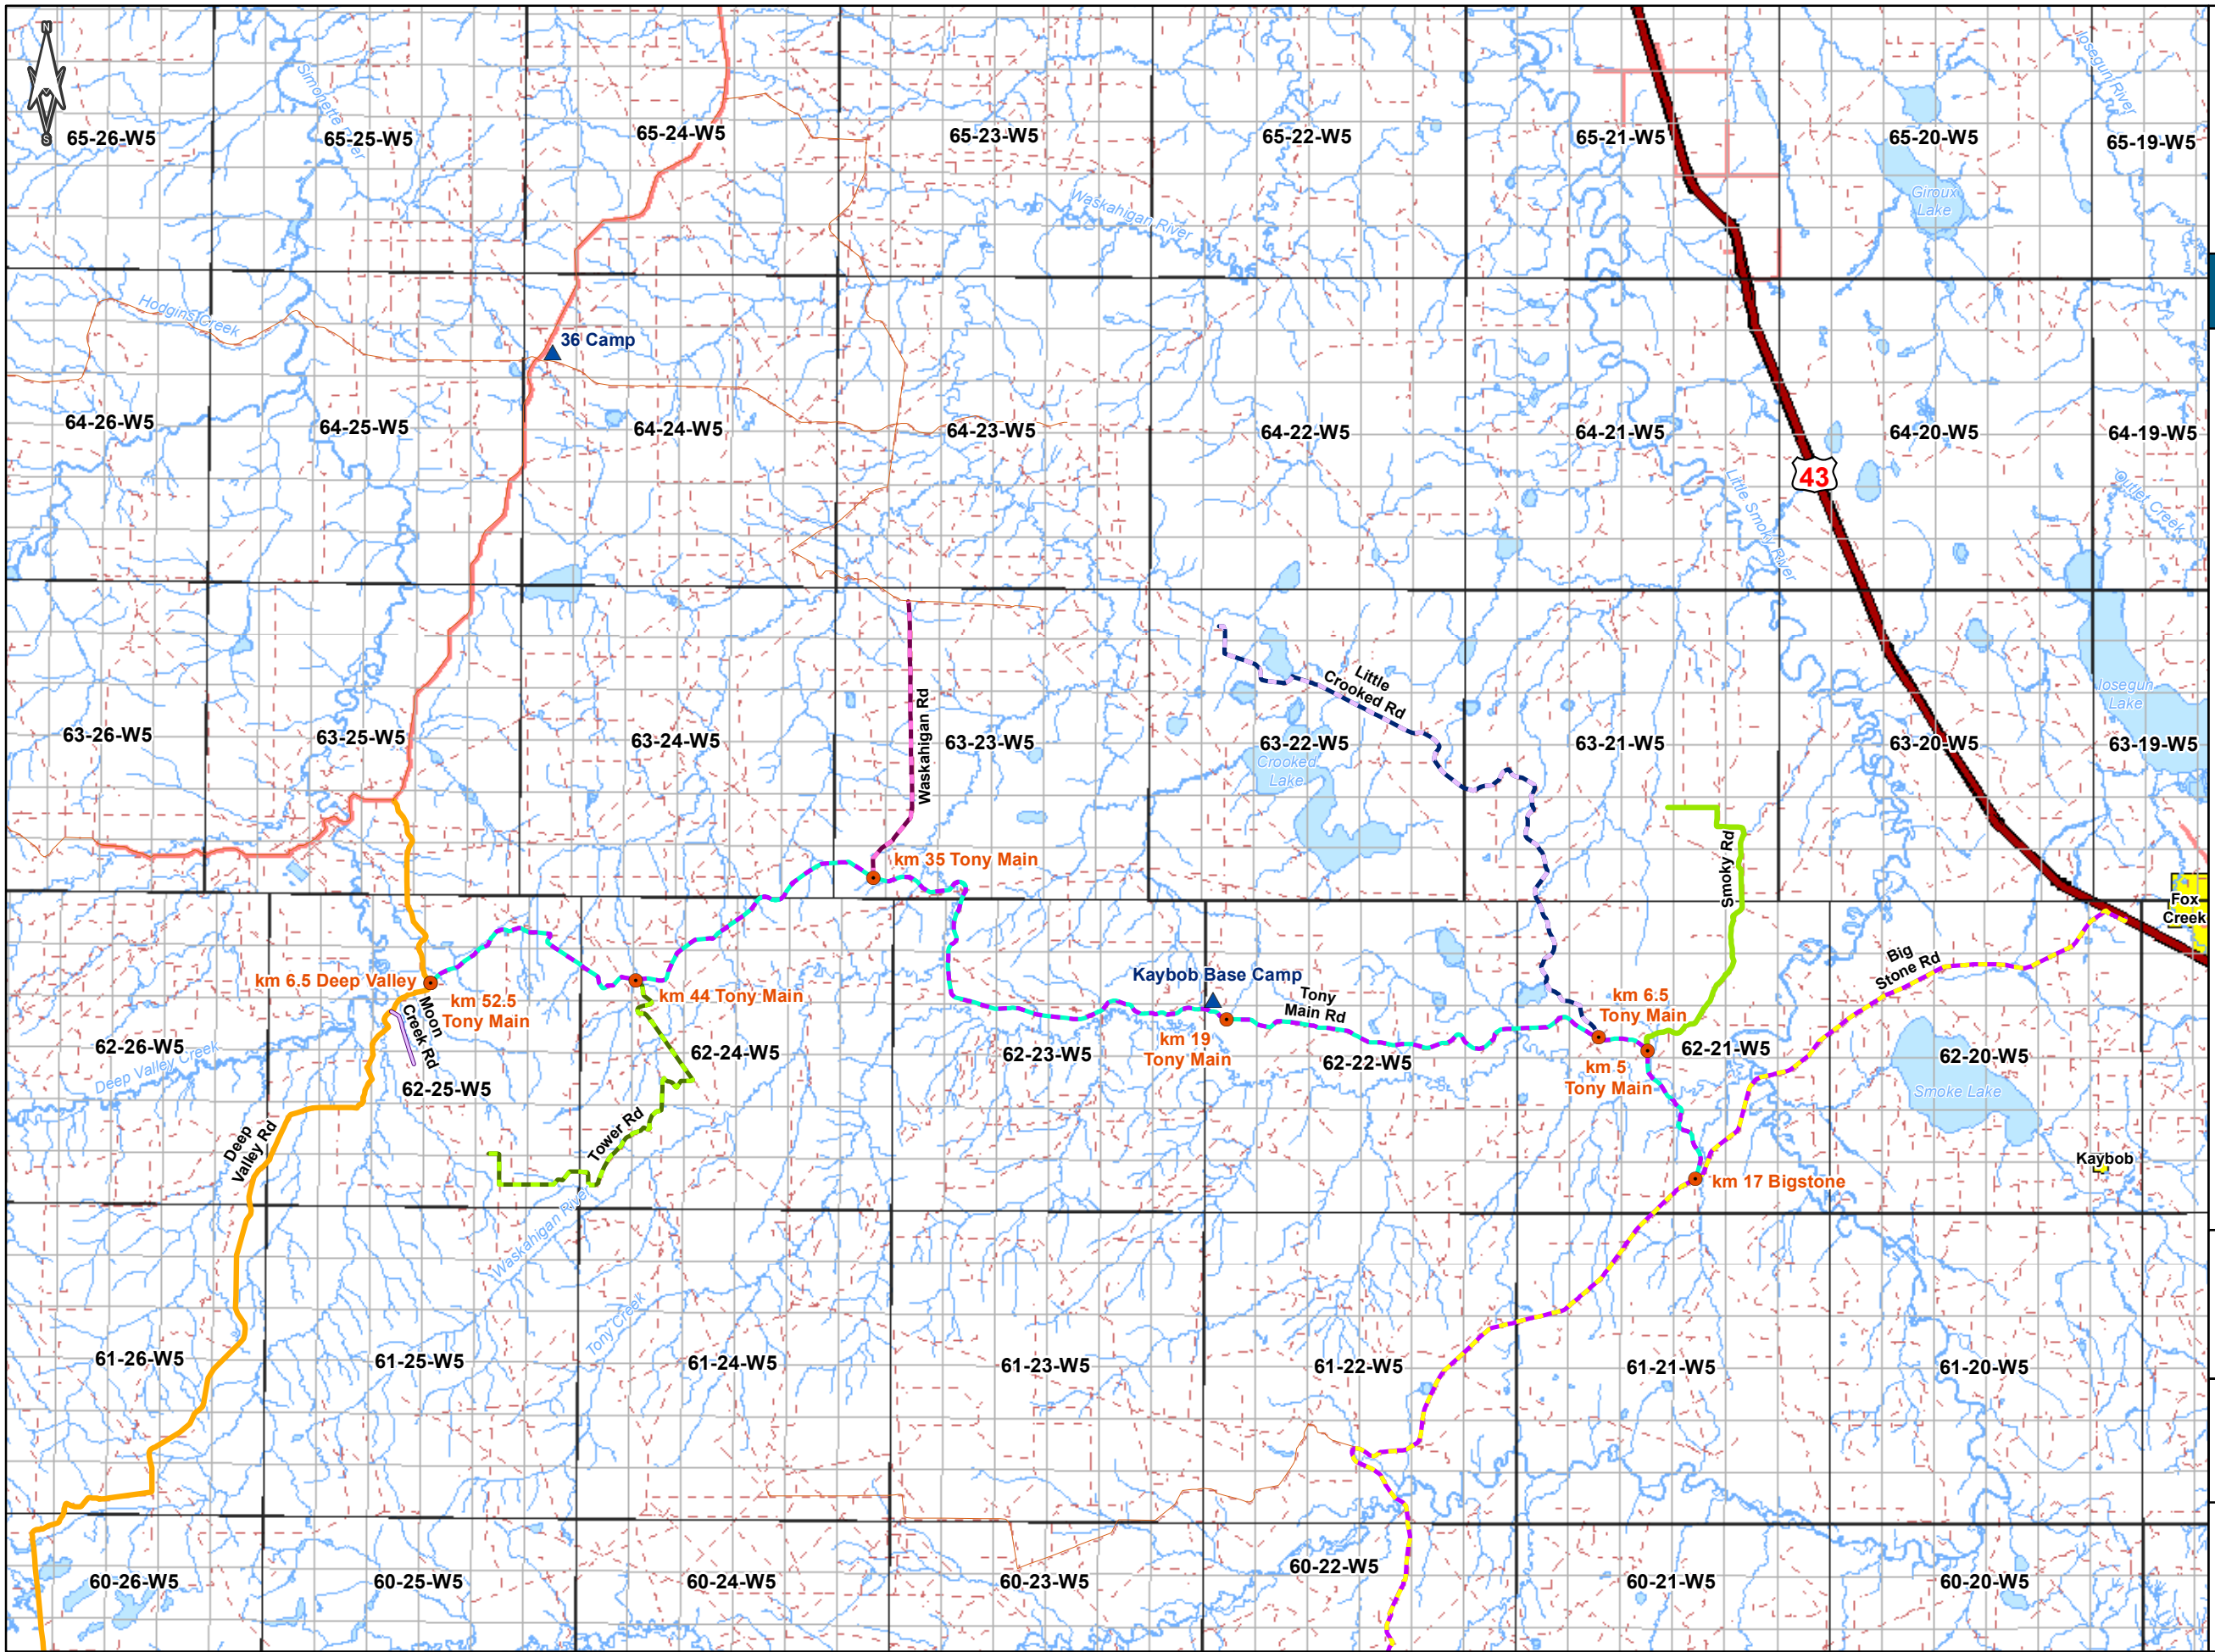 N
S
65-26-W5
65-25-W5
65-24-W5
65-23-W5
65-22-W5
65-21-W5
65-20-W5
65-19-W5
Simonette River
Iosegun River
Waskahigan River
Giroux
Lake
Hodgins Creek
36 Camp
64-26-W5
64-25-W5
64-24-W5
64-23-W5
64-22-W5
64-21-W5
64-20-W5
64-19-W5
43
Little Smoky River
Outlet Creek
Little
Crooked Rd
Waskahigan Rd
Iosegun
Lake
63-26-W5
63-25-W5
63-24-W5
63-23-W5
63-22-W5
63-21-W5
63-20-W5
63-19-W5
Crooked
Lake
Smoky Rd
km 35 Tony Main
Fox
Creek
Big
Stone Rd
km 6.5 Deep Valley
km 52.5
Tony Main
km 44 Tony Main
Kaybob Base Camp
Tony
Main Rd
km 6.5
Tony Main
Moon
Creek Rd
km 19
Tony Main
km 5
Tony Main
62-26-W5
62-25-W5
62-24-W5
62-23-W5
62-22-W5
62-21-W5
62-20-W5
Deep Valley Creek
Smoke Lake
Deep
Valley Rd
Tower Rd
Kaybob
km 17 Bigstone
Waskahigan River
Tony Creek
61-26-W5
61-25-W5
61-24-W5
61-23-W5
61-22-W5
61-21-W5
61-20-W5
60-26-W5
60-25-W5
60-24-W5
60-23-W5
60-22-W5
60-21-W5
60-20-W5